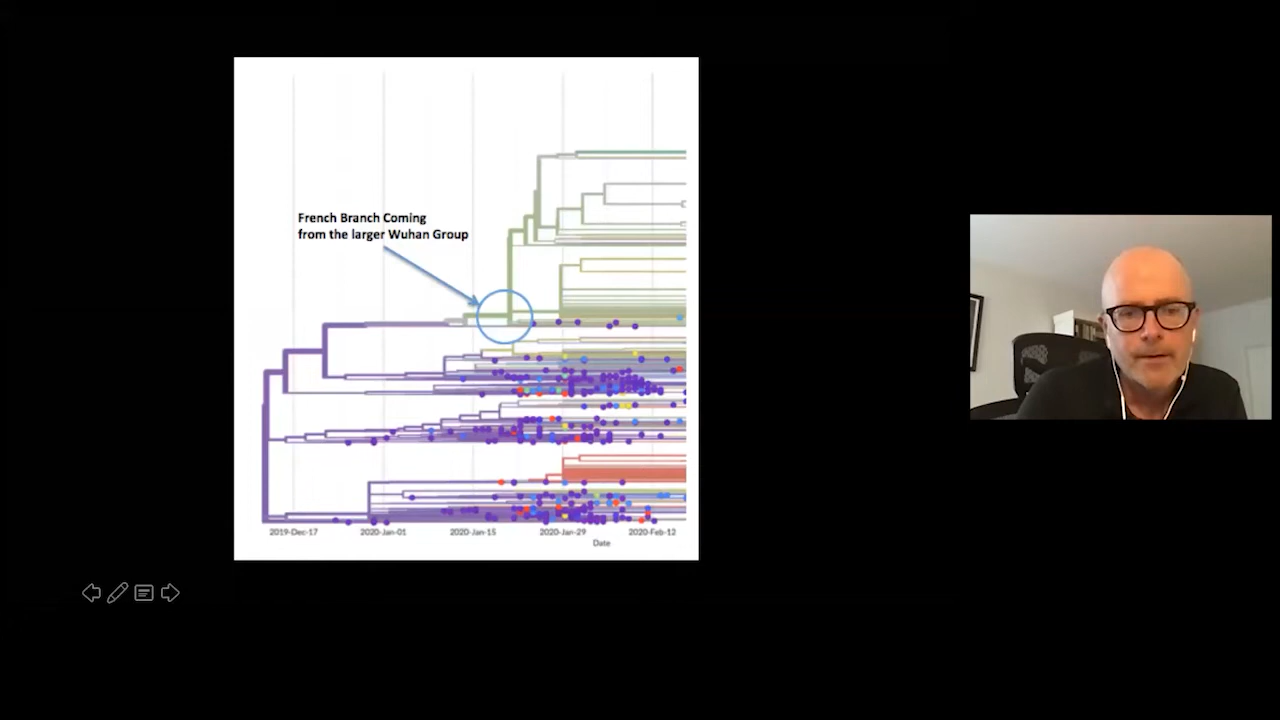 French Branch Coming
from the larger Wuhan Group
2019-Dec-17
2020-Jan-01
2020-Jan-15
2020-Jan-29
2020-Feb-12
Date